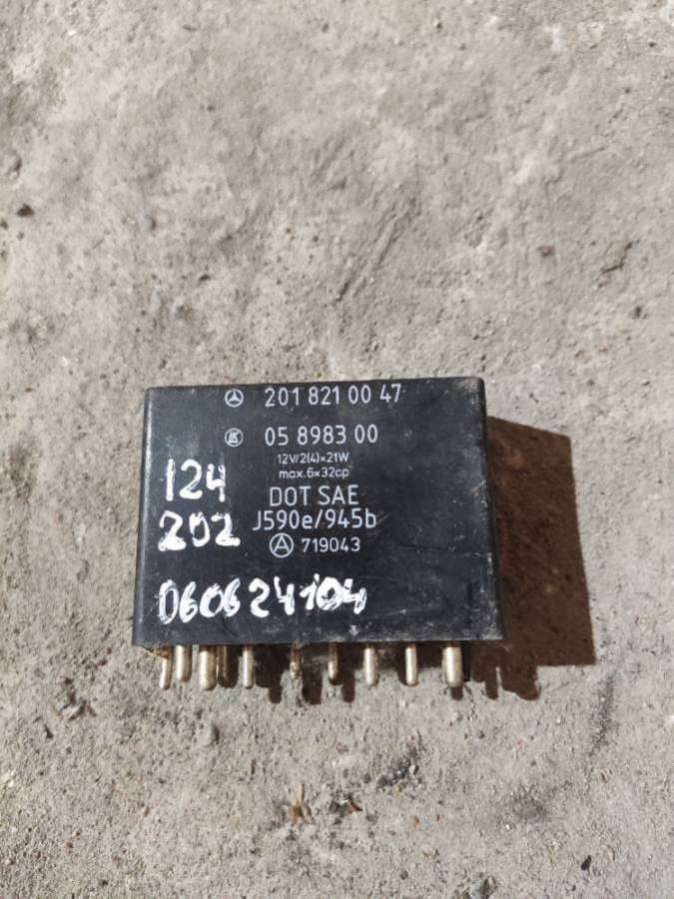 201 821 00 47
05 8983 00
12V/2(4)×21W
max.6×32cp
DOT SAE
J590e/945b
A 719043
124
202
060624104